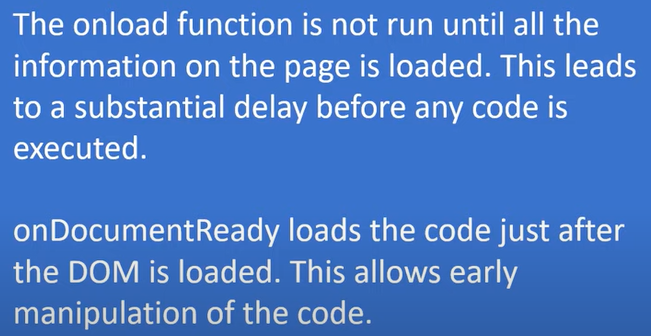 The onload function is not run until all the
information on the page is loaded. This leads
to a substantial delay before any code is
executed.
onDocumentReady loads the code just after
the DOM is loaded. This allows early
manipulation of the code.